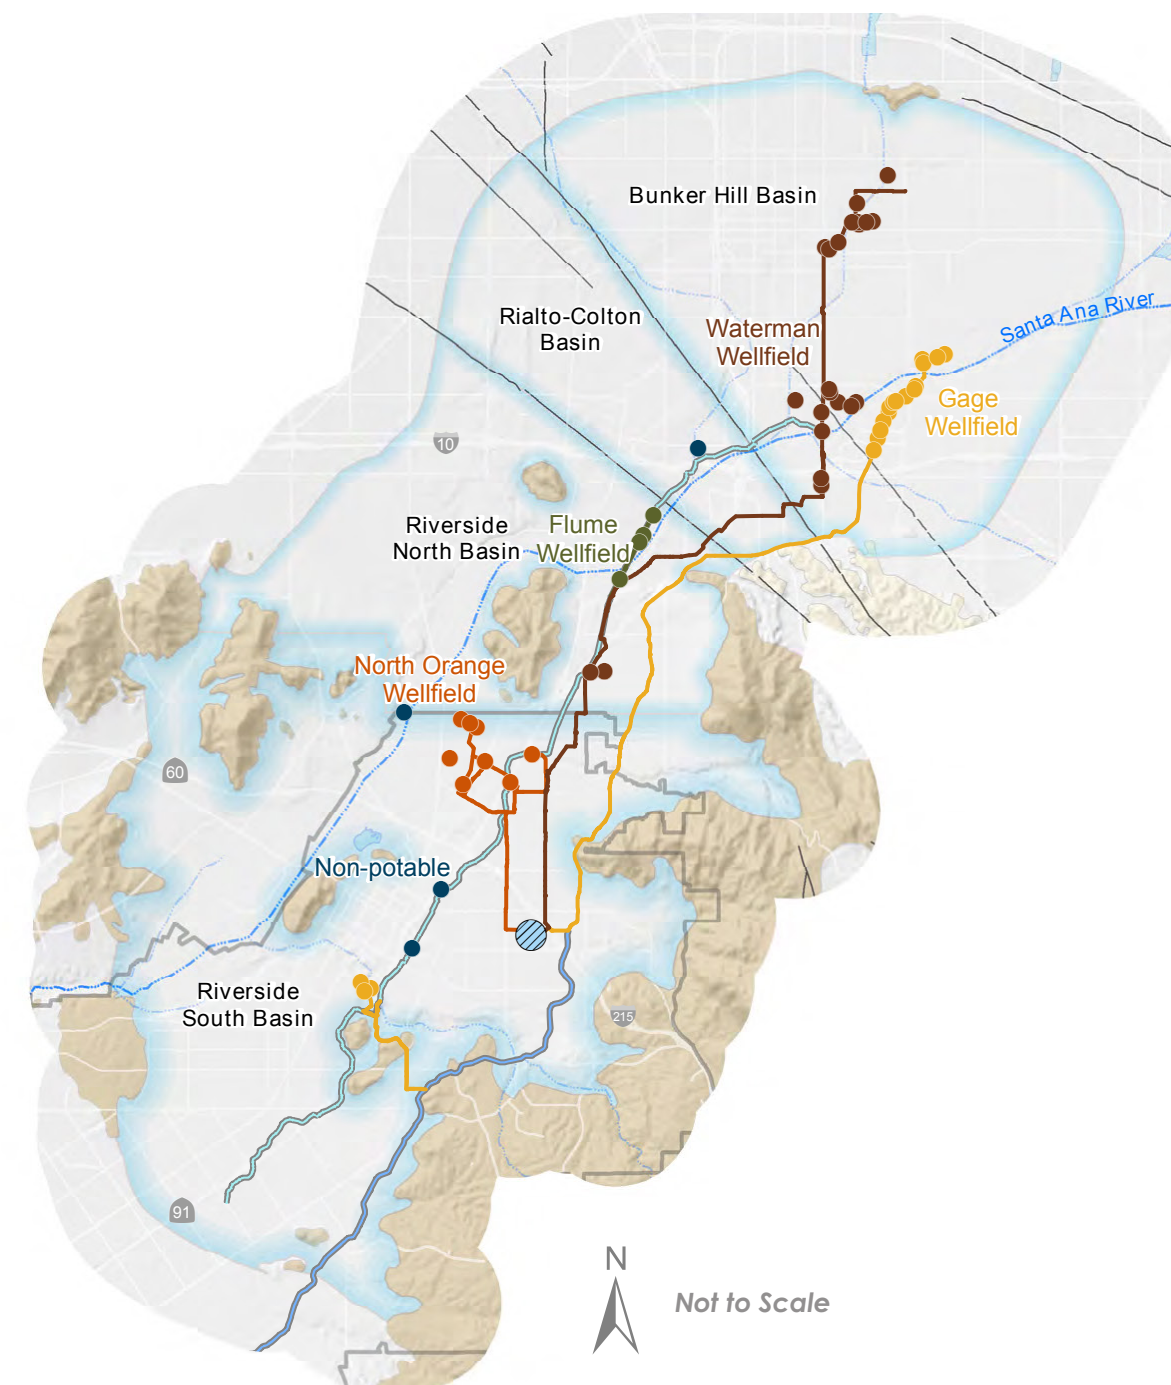 Bunker Hill Basin
Santa Ana River
Rialto-Colton
Basin
Waterman
Wellfield
Gage
Wellfield
10
Riverside
North Basin
Flume
Wellfield
North Orange
Wellfield
60
Non-potable
Riverside
South Basin
215
91
N
Not to Scale